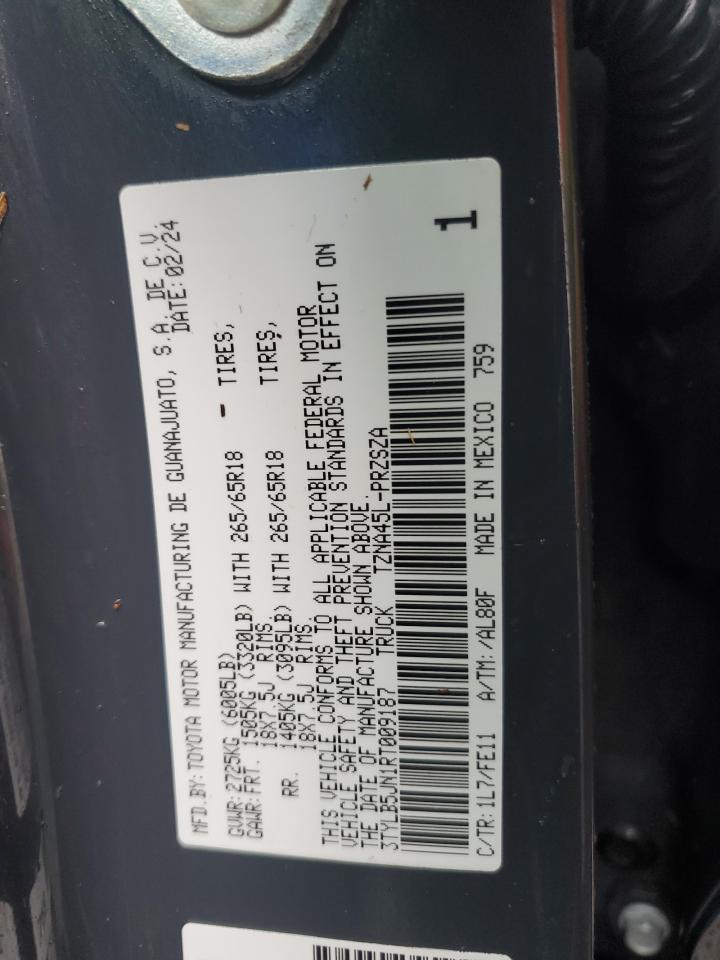 MFD.BY:TOYOTA MOTOR MANUFACTURING DE GUANAJUATO, S.A. DE C.V.
DATE:02/24
GVWR:2725KG (6005LB)
GAWR:FRT. 1505KG (3320LB) WITH 265/65R18 - TIRES,
18X7.5J RIMS.
RR. 1405KG (3095LB) WITH 265/65R18 TIRES,
18X7.5J RIMS.
THIS VEHICLE CONFORMS TO ALL APPLICABLE FEDERAL MOTOR
VEHICLE SAFETY AND THEFT PREVENTION STANDARDS IN EFFECT ON
THE DATE OF MANUFACTURE SHOWN ABOVE.
3TYLB5JN1RT009187 TRUCK TZNA45L-PRZSZA
1
C/TR:1L7/FE11 A/TM:/AL80F MADE IN MEXICO 759